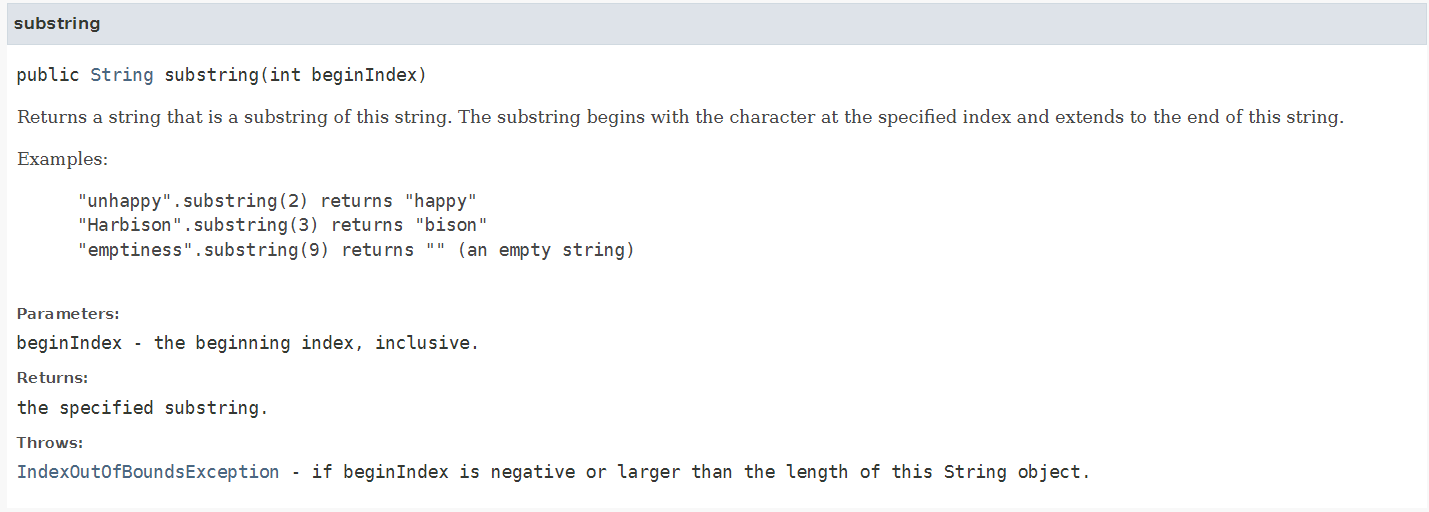 substring
public String substring(int beginIndex)
Returns a string that is a substring of this string. The substring begins with the character at the specified index and extends to the end of this string.
Examples:
"unhappy".substring(2) returns "happy"
"Harbison".substring(3) returns "bison"
"emptiness".substring(9) returns "" (an empty string)
Parameters:
beginIndex - the beginning index, inclusive.
Returns:
the specified substring.
Throws:
IndexOutOfBoundsException - if beginIndex is negative or larger than the length of this String object.